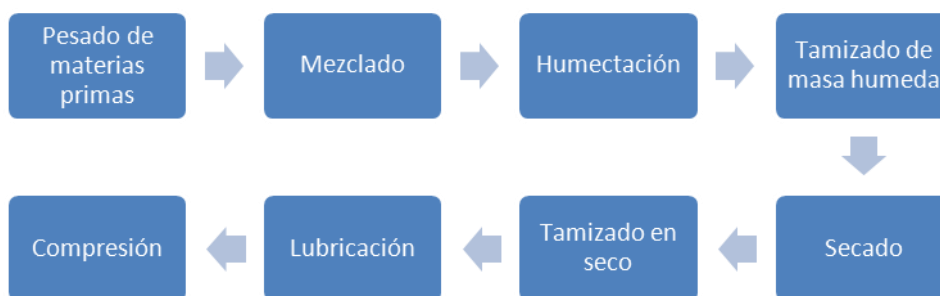 Pesado de
materias
primas
Mezclado
Humectación
Tamizado de
masa humeda
Secado
Tamizado en
seco
Lubricación
Compresión